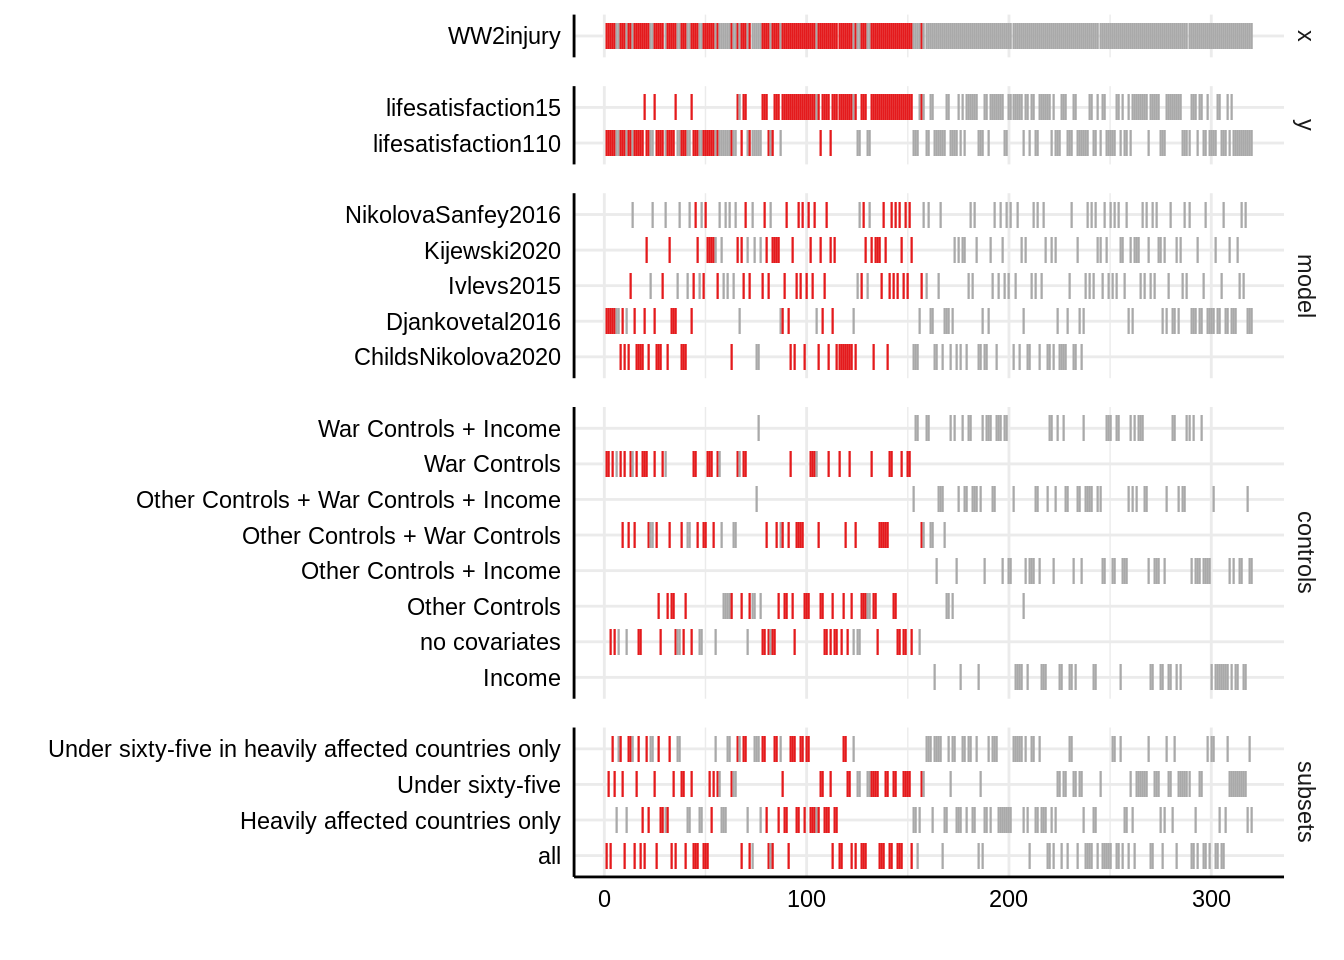 WW2injury
x
lifesatisfaction15
lifesatisfaction110
y
NikolovaSanfey2016
Kijewski2020
Ivlevs2015
Djankovetal2016
ChildsNikolova2020
model
War Controls + Income
War Controls
Other Controls + War Controls + Income
Other Controls + War Controls
Other Controls + Income
Other Controls
no covariates
Income
controls
Under sixty-five in heavily affected countries only
Under sixty-five
Heavily affected countries only
all
subsets
0 100 200 300